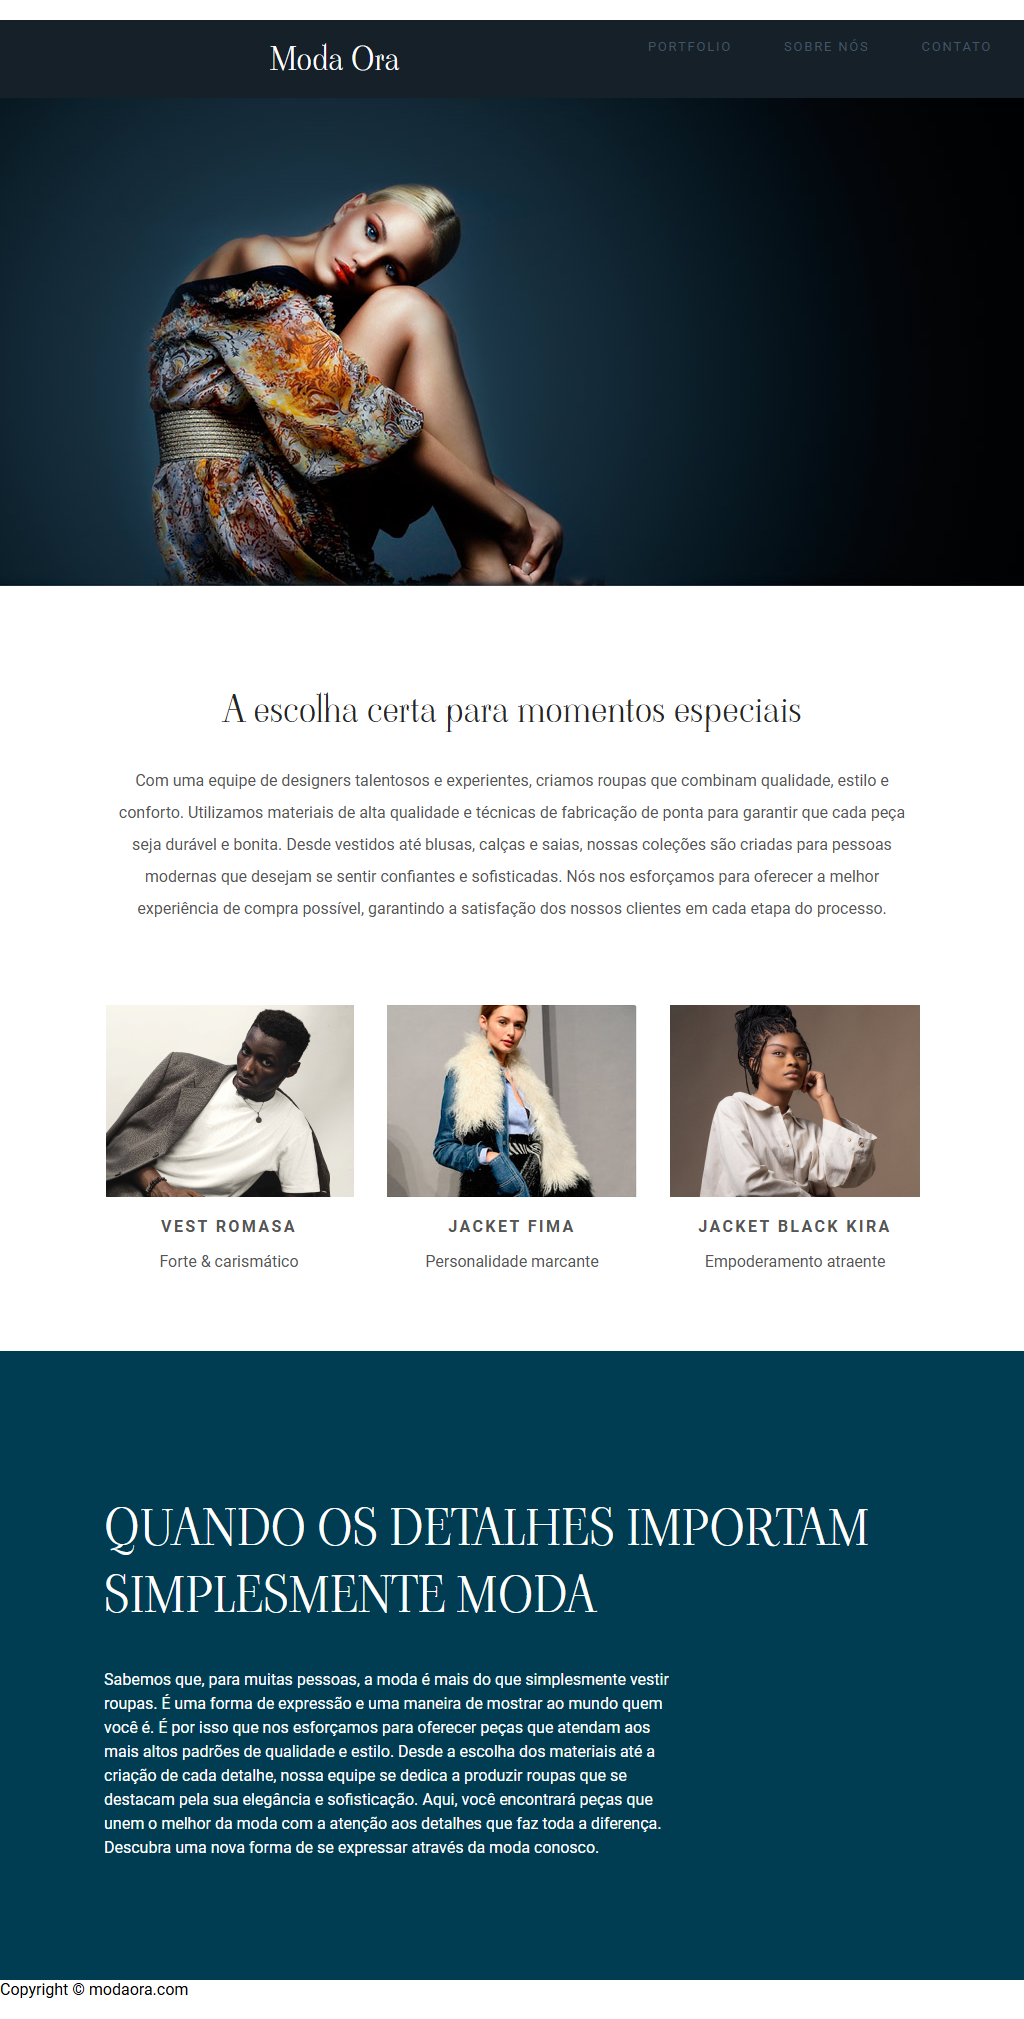 Moda Ora
PORTFOLIO SOBRE NÓS CONTATO
A escolha certa para momentos especiais
Com uma equipe de designers talentosos e experientes, criamos roupas que combinam qualidade, estilo e
conforto. Utilizamos materiais de alta qualidade e técnicas de fabricação de ponta para garantir que cada peça
seja durável e bonita. Desde vestidos até blusas, calças e saias, nossas coleções são criadas para pessoas
modernas que desejam se sentir confiantes e sofisticadas. Nós nos esforçamos para oferecer a melhor
experiência de compra possível, garantindo a satisfação dos nossos clientes em cada etapa do processo.
VEST ROMASA
Forte & carismático
JACKET FIMA
Personalidade marcante
JACKET BLACK KIRA
Empoderamento atraente
QUANDO OS DETALHES IMPORTAM
SIMPLESMENTE MODA
Sabemos que, para muitas pessoas, a moda é mais do que simplesmente vestir
roupas. É uma forma de expressão e uma maneira de mostrar ao mundo quem
você é. É por isso que nos esforçamos para oferecer peças que atendam aos
mais altos padrões de qualidade e estilo. Desde a escolha dos materiais até a
criação de cada detalhe, nossa equipe se dedica a produzir roupas que se
destacam pela sua elegância e sofisticação. Aqui, você encontrará peças que
unem o melhor da moda com a atenção aos detalhes que faz toda a diferença.
Descubra uma nova forma de se expressar através da moda conosco.
Copyright © modaora.com